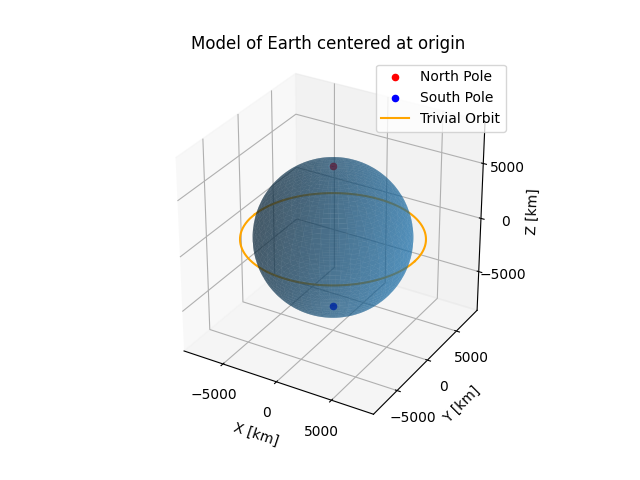 Model of Earth centered at origin
North Pole
South Pole
Trivial Orbit
5000
0
−5000
Z [km]
−5000
0
5000
X [km]
5000
0
−5000
Y [km]